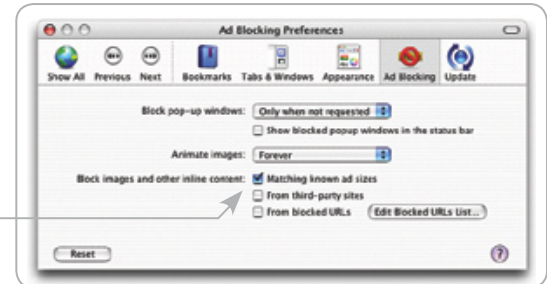 Ad Blocking Preferences
Show All Previous Next Bookmarks Tabs & Windows Appearance Ad Blocking Update
Block pop-up windows: Only when not requested
Show blocked popup windows in the status bar
Animate images: Forever
Block images and other inline content: Matching known ad sizes
From third-party sites
From blocked URLs Edit Blocked URLs List...
Reset ?